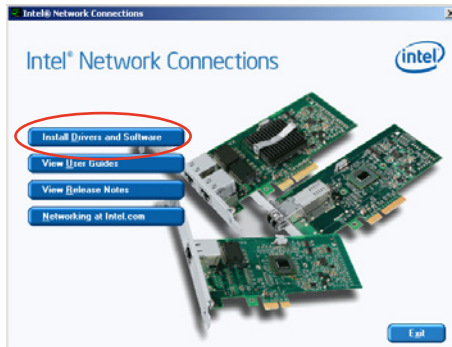 Intel® Network Connections
Intel® Network Connections
intel
Install Drivers and Software
View User Guides
View Release Notes
Networking at Intel.com
Exit